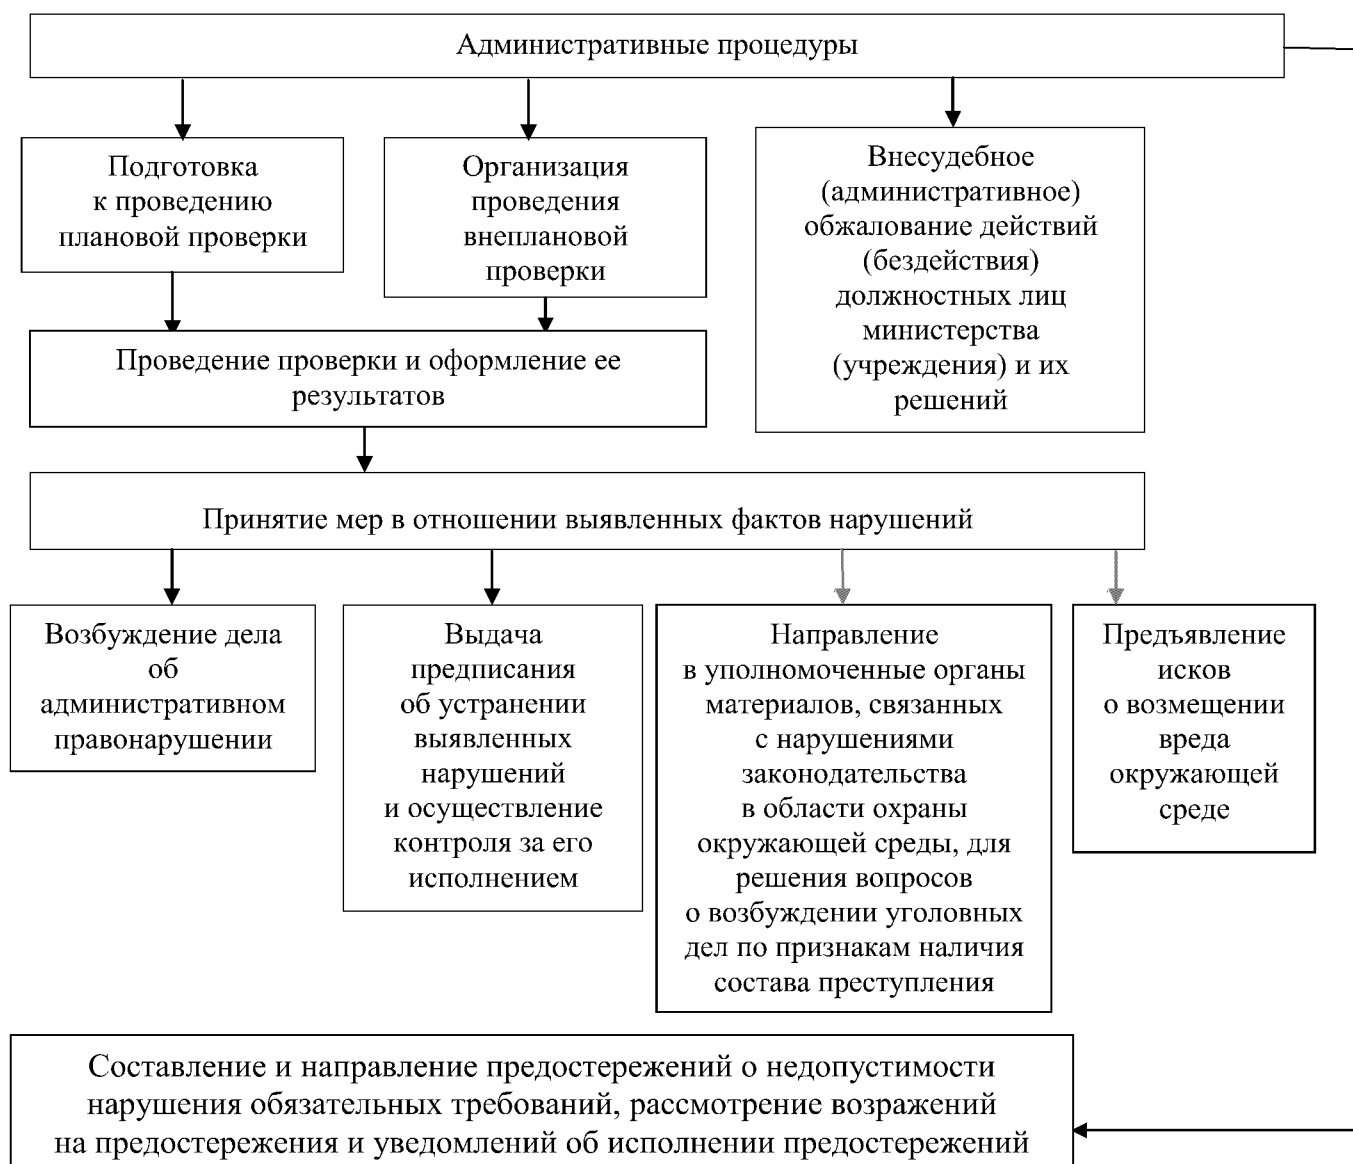 Административные процедуры
Подготовка
к проведению
плановой проверки
Организация
проведения
внеплановой
проверки
Внесудебное
(административное)
обжалование действий
(бездействия)
должностных лиц
министерства
(учреждения) и их
решений
Проведение проверки и оформление ее
результатов
Принятие мер в отношении выявленных фактов нарушений
Возбуждение дела
об
административном
правонарушении
Выдача
предписания
об устранении
выявленных
нарушений
и осуществление
контроля за его
исполнением
Направление
в уполномоченные органы
материалов, связанных
с нарушениями
законодательства
в области охраны
окружающей среды, для
решения вопросов
о возбуждении уголовных
дел по признакам наличия
состава преступления
Предъявление
исков
о возмещении
вреда
окружающей
среде
Составление и направление предостережений о недопустимости
нарушения обязательных требований, рассмотрение возражений
на предостережения и уведомлений об исполнении предостережений